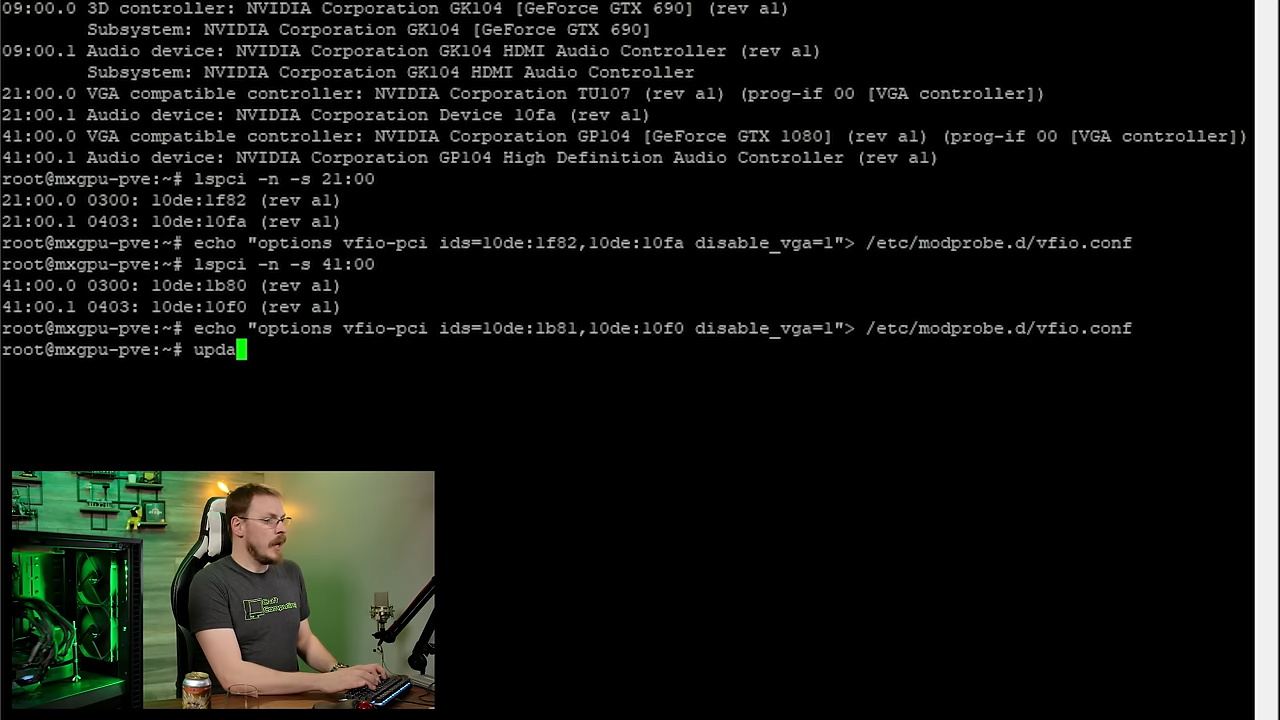 09:00.0 3D controller: NVIDIA Corporation GK104 [GeForce GTX 690] (rev a1)
Subsystem: NVIDIA Corporation GK104 [GeForce GTX 690]
09:00.1 Audio device: NVIDIA Corporation GK104 HDMI Audio Controller (rev a1)
Subsystem: NVIDIA Corporation GK104 HDMI Audio Controller
21:00.0 VGA compatible controller: NVIDIA Corporation TU107 (rev a1) (prog-if 00 [VGA controller])
21:00.1 Audio device: NVIDIA Corporation Device 10fa (rev a1)
41:00.0 VGA compatible controller: NVIDIA Corporation GP104 [GeForce GTX 1080] (rev a1) (prog-if 00 [VGA controller])
41:00.1 Audio device: NVIDIA Corporation GP104 High Definition Audio Controller (rev a1)
root@mxgpu-pve:~# lspci -n -s 21:00
21:00.0 0300: 10de:1f82 (rev a1)
21:00.1 0403: 10de:10fa (rev a1)
root@mxgpu-pve:~# echo "options vfio-pci ids=10de:1f82,10de:10fa disable_vga=1"> /etc/modprobe.d/vfio.conf
root@mxgpu-pve:~# lspci -n -s 41:00
41:00.0 0300: 10de:1b80 (rev a1)
41:00.1 0403: 10de:10f0 (rev a1)
root@mxgpu-pve:~# echo "options vfio-pci ids=10de:1b81,10de:10f0 disable_vga=1"> /etc/modprobe.d/vfio.conf
root@mxgpu-pve:~# upda
Computing